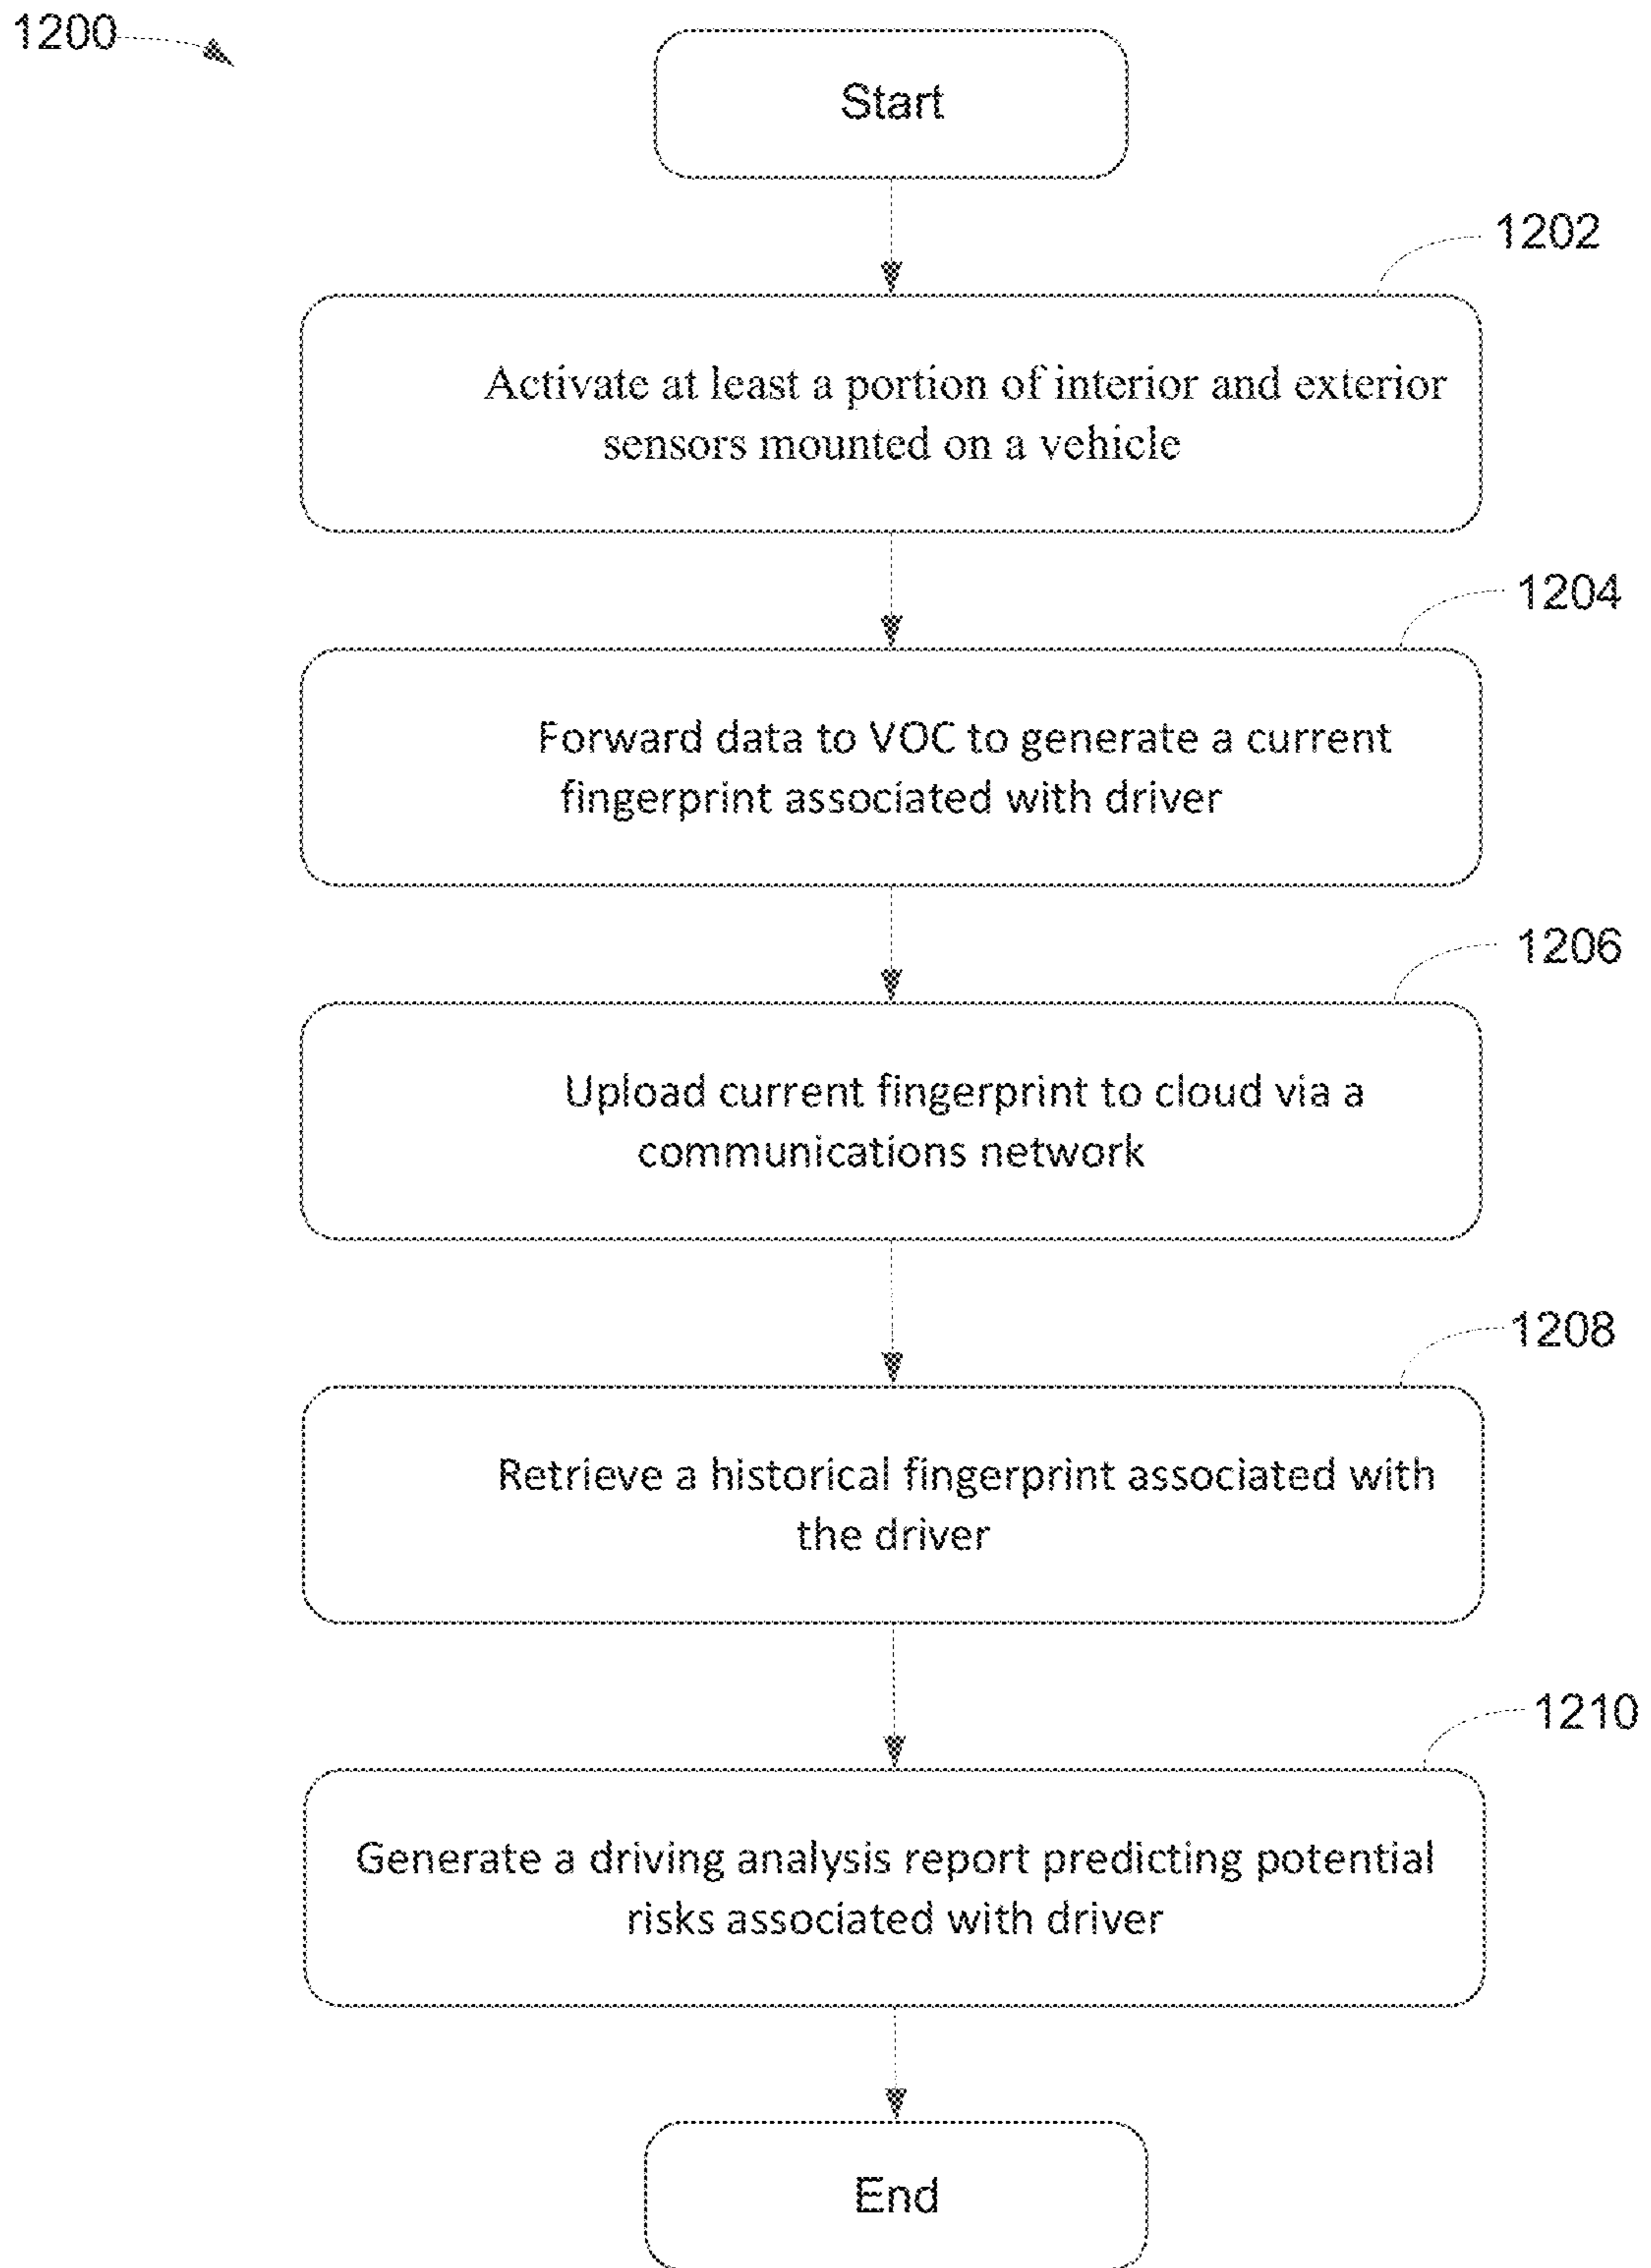 1200
Start
1202
Activate at least a portion of interior and exterior
sensors mounted on a vehicle
1204
Forward data to VOC to generate a current
fingerprint associated with driver
1206
Upload current fingerprint to cloud via a
communications network
1208
Retrieve a historical fingerprint associated with
the driver
1210
Generate a driving analysis report predicting potential
risks associated with driver
End